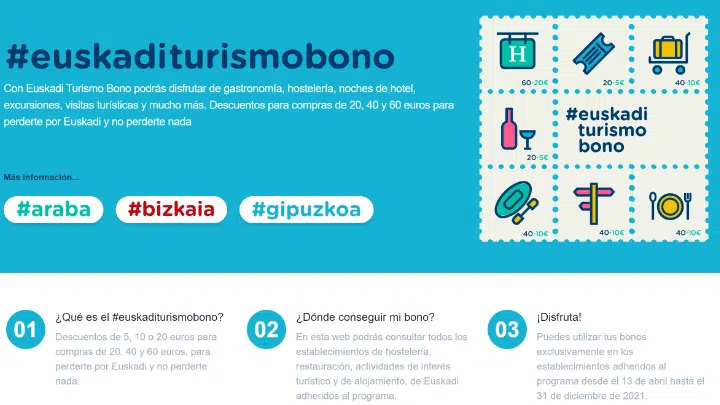 #euskaditurismobono
Con Euskadi Turismo Bono podrás disfrutar de gastronomía, hostelería, noches de hotel,
excursiones, visitas turísticas y mucho más. Descuentos para compras de 20, 40 y 60 euros para
perderte por Euskadi y no perderte nada
Más información...
#araba
#bizkaia
#gipuzkoa
H
60-20€
20-5€
40-10€
20-5€
#euskadi
turismo
bono
40-10€
40-10€
40-10€
01
¿Qué es el #euskaditurismobono?
Descuentos de 5, 10 o 20 euros para
compras de 20, 40 y 60 euros, para
perderte por Euskadi y no perderte
nada.
02
¿Dónde conseguir mi bono?
En esta web podrás consultar todos los
establecimientos de hostelería,
restauración, actividades de interés
turístico y de alojamiento, de Euskadi
adheridos al programa.
03
¡Disfruta!
Puedes utilizar tus bonos
exclusivamente en los
establecimientos adheridos al
programa desde el 13 de abril hasta el
31 de diciembre de 2021.